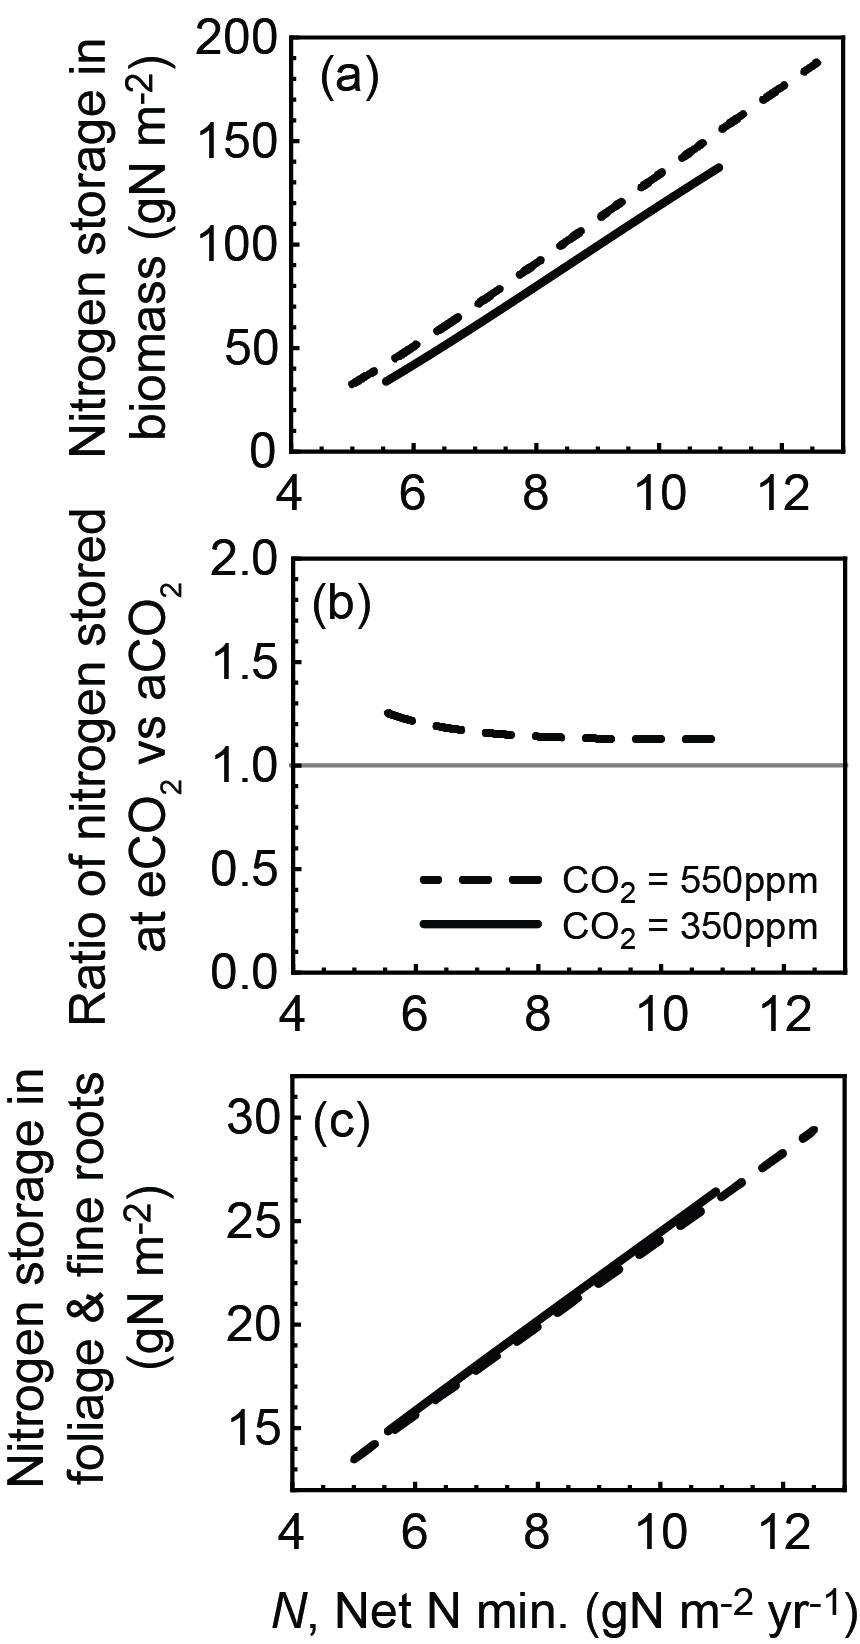 Nitrogen storage in
biomass (gN m-2)
(a)
200
150
100
50
0
4 6 8 10 12
Ratio of nitrogen stored
at eCO2 vs aCO2
(b)
2.0
1.5
1.0
0.5
0.0
CO2 = 550ppm
CO2 = 350ppm
4 6 8 10 12
Nitrogen storage in
foliage & fine roots
(gN m-2)
(c)
30
25
20
15
4 6 8 10 12
N, Net N min. (gN m-2 yr-1)